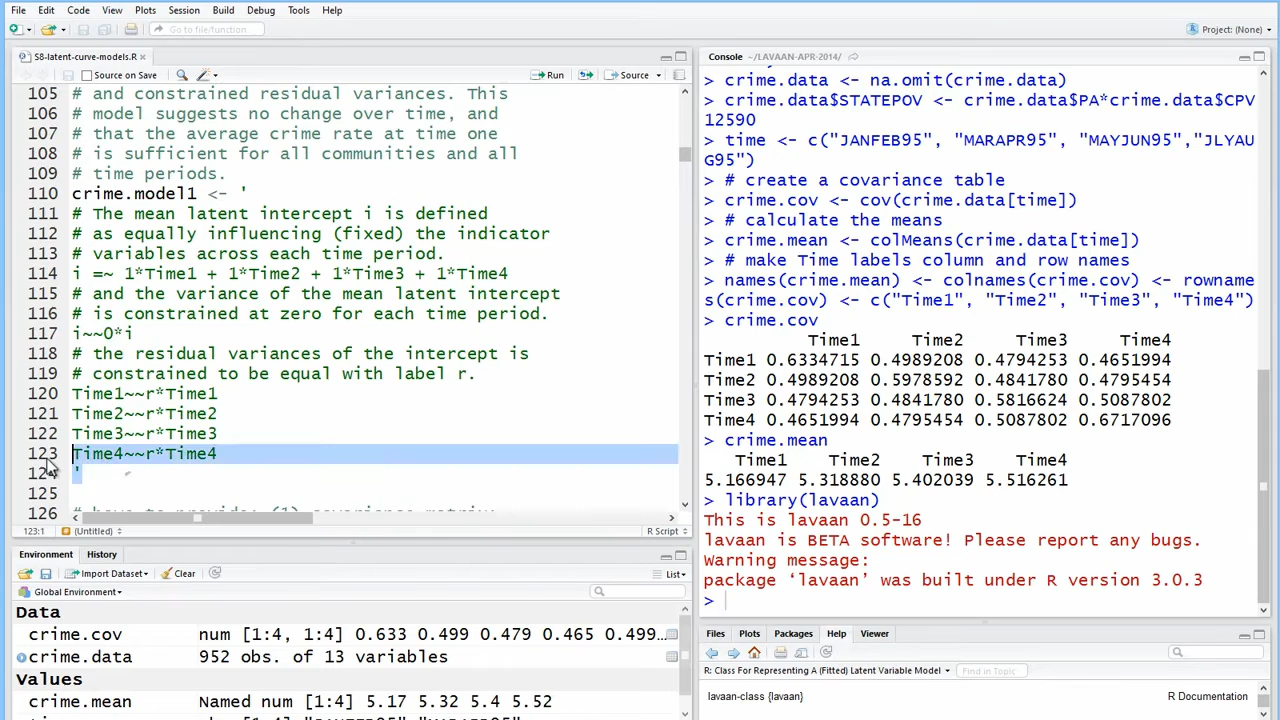 File Edit Code View Plots Session Build Debug Tools Help
Go to file/function
Project: (None)
S8-latent-curve-models.R
Source on Save
Run
Source
105 # and constrained residual variances. This
106 # model suggests no change over time, and
107 # that the average crime rate at time one
108 # is sufficient for all communities and all
109 # time periods.
110 crime.model1 <- '
111 # The mean latent intercept i is defined
112 # as equally influencing (fixed) the indicator
113 # variables across each time period.
114 i =~ 1*Time1 + 1*Time2 + 1*Time3 + 1*Time4
115 # and the variance of the mean latent intercept
116 # is constrained at zero for each time period.
117 i~~0*i
118 # the residual variances of the intercept is
119 # constrained to be equal with label r.
120 Time1~~r*Time1
121 Time2~~r*Time2
122 Time3~~r*Time3
123 Time4~~r*Time4
124 '
125
126
123:1 (Untitled) R Script
Environment History
Import Dataset Clear List
Global Environment
Data
crime.cov num [1:4, 1:4] 0.633 0.499 0.479 0.465 0.499...
crime.data 952 obs. of 13 variables
Values
crime.mean Named num [1:4] 5.17 5.32 5.4 5.52
Console ~/LAVAAN-APR-2014/
> crime.data <- na.omit(crime.data)
> crime.data$STATEPOV <- crime.data$PA*crime.data$CPV
12590
> time <- c("JANFEB95", "MARAPR95", "MAYJUN95","JLYAU
G95")
> # create a covariance table
> crime.cov <- cov(crime.data[time])
> # calculate the means
> crime.mean <- colMeans(crime.data[time])
> # make Time labels column and row names
> names(crime.mean) <- colnames(crime.cov) <- rowname
s(crime.cov) <- c("Time1", "Time2", "Time3", "Time4")
> crime.cov
Time1 Time2 Time3 Time4
Time1 0.6334715 0.4989208 0.4794253 0.4651994
Time2 0.4989208 0.5978592 0.4841780 0.4795454
Time3 0.4794253 0.4841780 0.5816624 0.5087802
Time4 0.4651994 0.4795454 0.5087802 0.6717096
> crime.mean
Time1 Time2 Time3 Time4
5.166947 5.318880 5.402039 5.516261
> library(lavaan)
This is lavaan 0.5-16
lavaan is BETA software! Please report any bugs.
Warning message:
package ‘lavaan’ was built under R version 3.0.3
>
Files Plots Packages Help Viewer
R: Class For Representing A (Fitted) Latent Variable Model Find in Topic
lavaan-class {lavaan} R Documentation